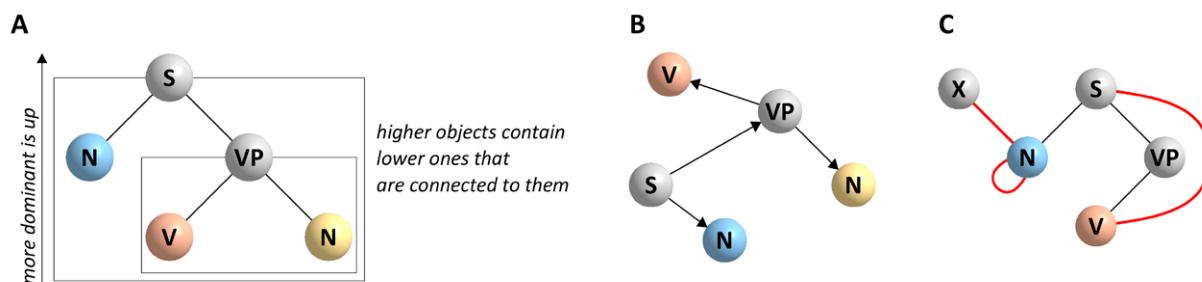 A
more dominant is up
S
N
VP
V
N
higher objects contain
lower ones that
are connected to them
B
V
VP
S
N
N
C
X
S
N
VP
V